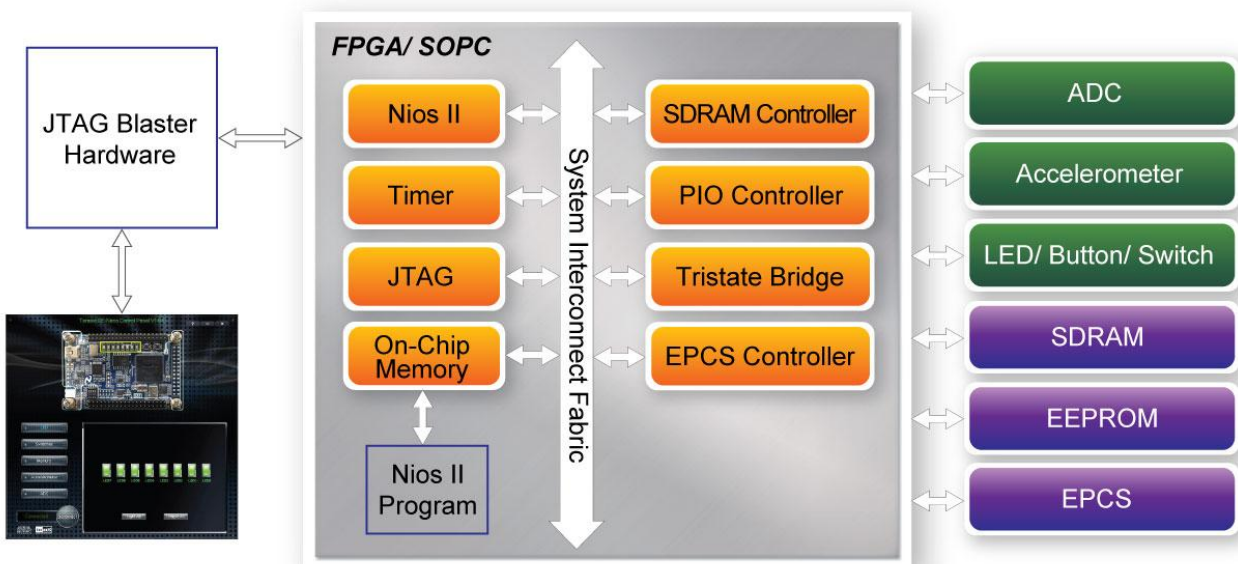 FPGA/ SOPC
JTAG Blaster
Hardware
Nios II
Timer
JTAG
On-Chip
Memory
Nios II
Program
System Interconnect Fabric
SDRAM Controller
PIO Controller
Tristate Bridge
EPCS Controller
ADC
Accelerometer
LED/ Button/ Switch
SDRAM
EEPROM
EPCS